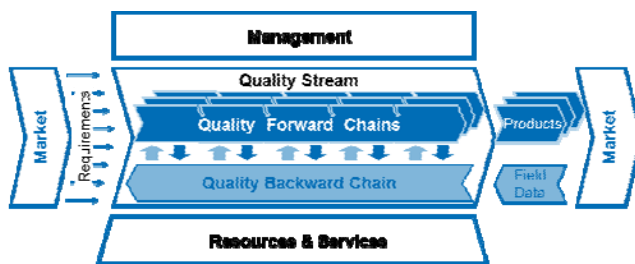 Management
Quality Stream
Market
Requirements
Quality Forward Chains
Products
Market
Quality Backward Chain
Field
Data
Resources & Services